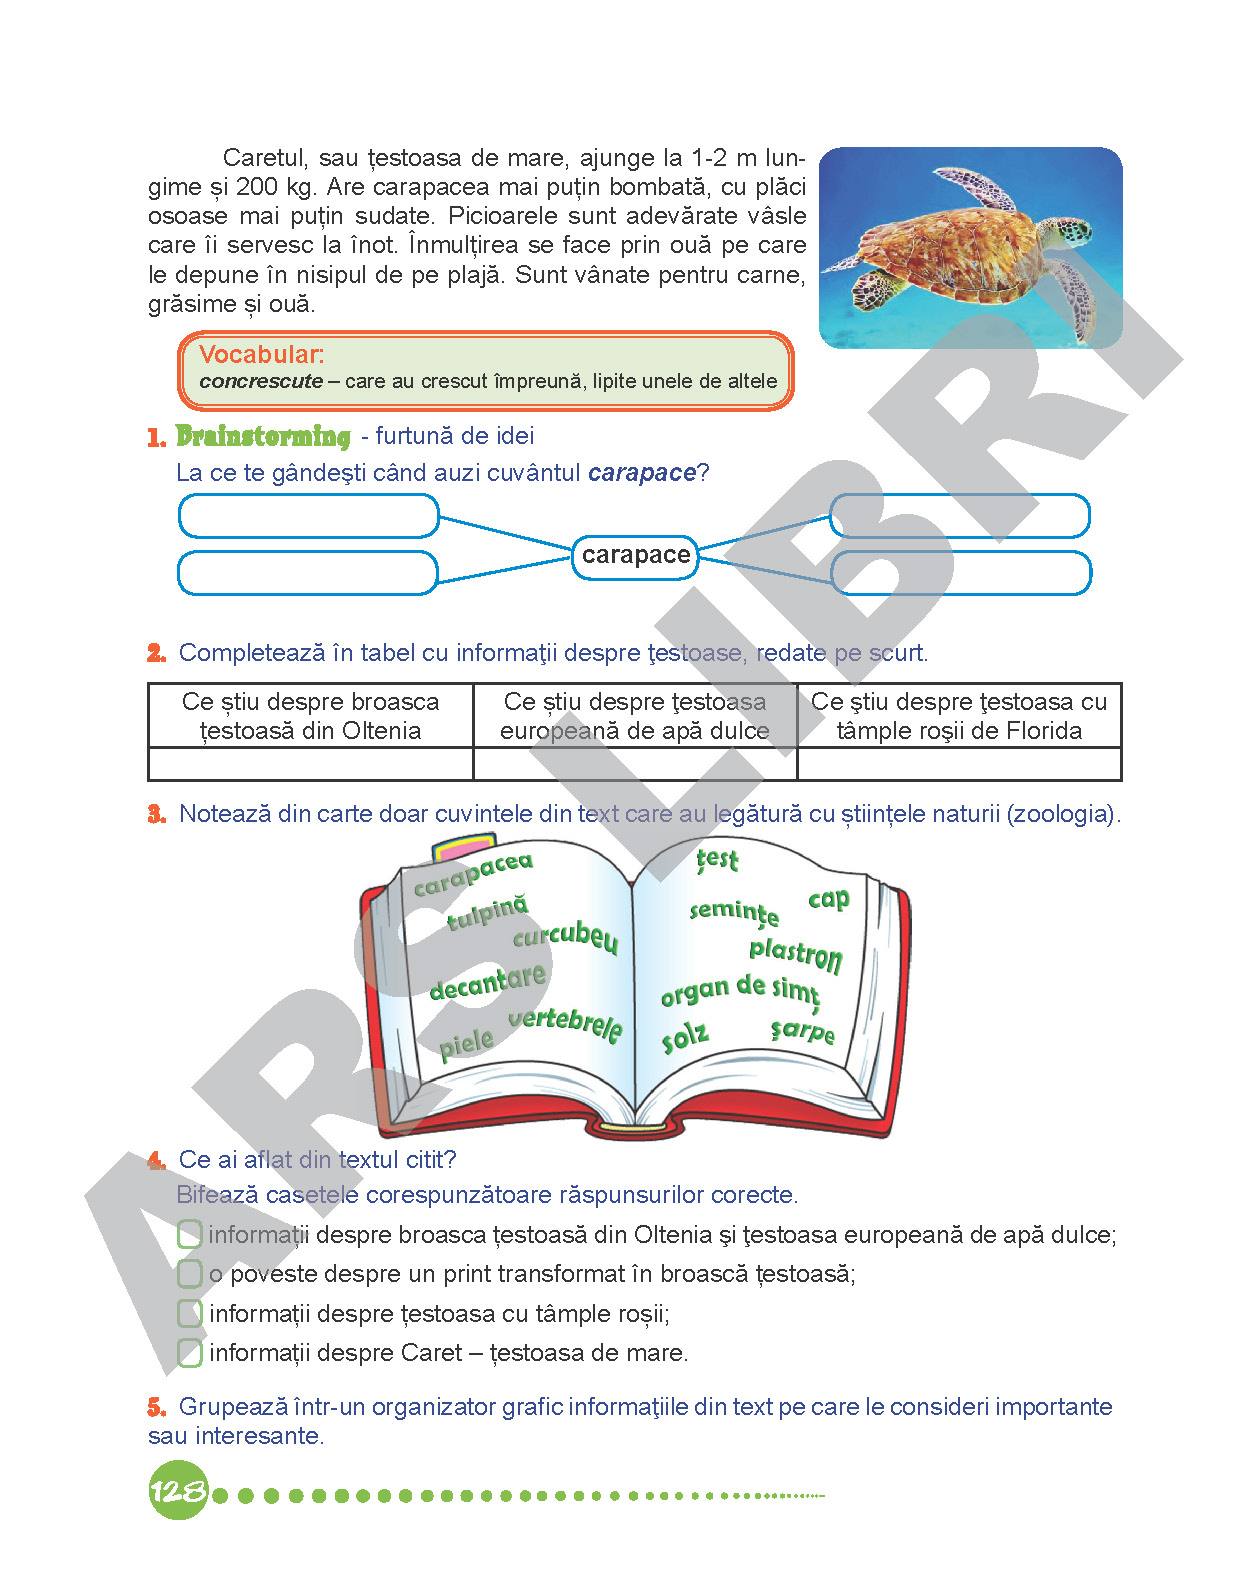 Caretul, sau țestoasa de mare, ajunge la 1-2 m lun-
gime și 200 kg. Are carapacea mai puțin bombată, cu plăci
osoase mai puțin sudate. Picioarele sunt adevărate vâsle
care îi servesc la înot. Înmulțirea se face prin ouă pe care
le depune în nisipul de pe plajă. Sunt vânate pentru carne,
grăsime și ouă.
Vocabular:
concrescute – care au crescut împreună, lipite unele de altele
1. Brainstorming - furtună de idei
La ce te gândeşti când auzi cuvântul carapace?
carapace
2. Completează în tabel cu informaţii despre ţestoase, redate pe scurt.
Ce știu despre broasca
țestoasă din Oltenia
Ce știu despre ţestoasa
europeană de apă dulce
Ce ştiu despre ţestoasa cu
tâmple roşii de Florida
3. Notează din carte doar cuvintele din text care au legătură cu științele naturii (zoologia).
carapacea
tulpină
curcubeu
decantare
vertebrele
piele
țest
cap
semințe
plastron
organ de simț
solz
şarpe
4. Ce ai aflat din textul citit?
Bifează casetele corespunzătoare răspunsurilor corecte.
informații despre broasca țestoasă din Oltenia şi ţestoasa europeană de apă dulce;
o poveste despre un print transformat în broască țestoasă;
informații despre țestoasa cu tâmple roșii;
informații despre Caret – țestoasa de mare.
5. Grupează într-un organizator grafic informaţiile din text pe care le consideri importante
sau interesante.
128
ARS LIBRI